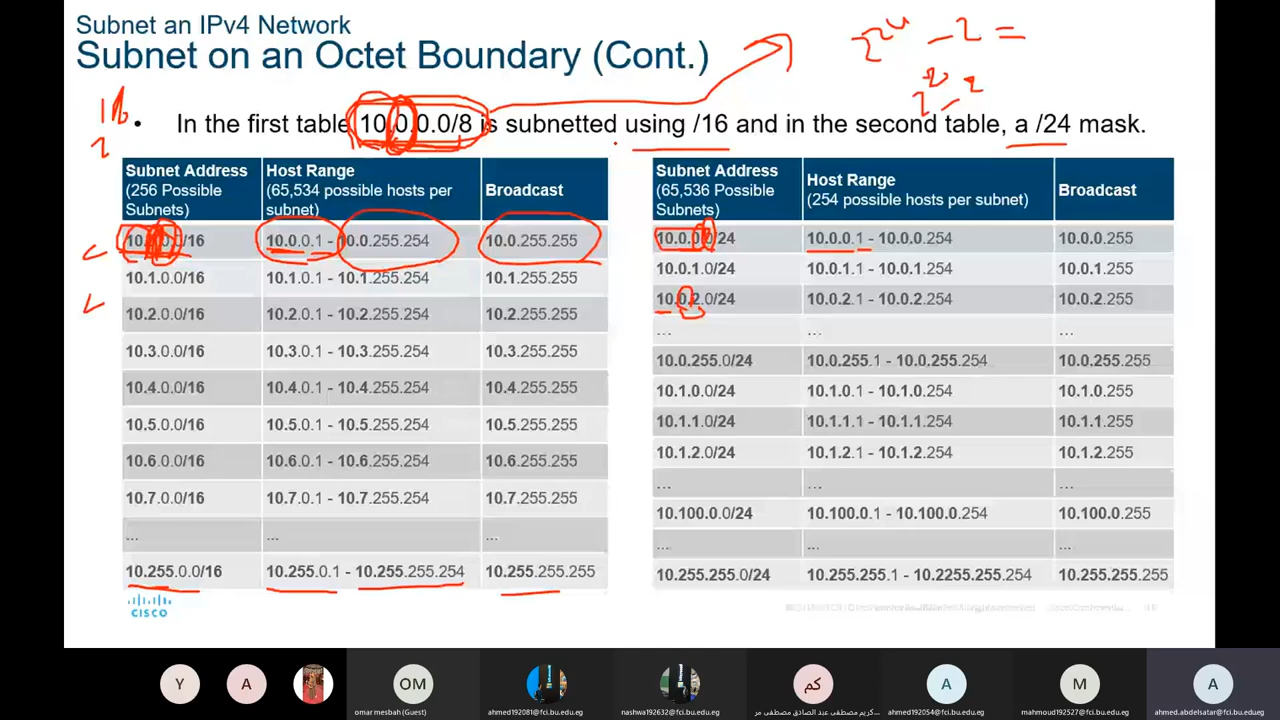 Subnet an IPv4 Network
Subnet on an Octet Boundary (Cont.)
2^24 - 2 =
• In the first table 10.0.0.0/8 is subnetted using /16 and in the second table, a /24 mask.
Subnet Address (256 Possible Subnets) Host Range (65,534 possible hosts per subnet) Broadcast
10.0.0.0/16 10.0.0.1 - 10.0.255.254 10.0.255.255
10.1.0.0/16 10.1.0.1 - 10.1.255.254 10.1.255.255
10.2.0.0/16 10.2.0.1 - 10.2.255.254 10.2.255.255
10.3.0.0/16 10.3.0.1 - 10.3.255.254 10.3.255.255
10.4.0.0/16 10.4.0.1 - 10.4.255.254 10.4.255.255
10.5.0.0/16 10.5.0.1 - 10.5.255.254 10.5.255.255
10.6.0.0/16 10.6.0.1 - 10.6.255.254 10.6.255.255
10.7.0.0/16 10.7.0.1 - 10.7.255.254 10.7.255.255
... ... ...
10.255.0.0/16 10.255.0.1 - 10.255.255.254 10.255.255.255
Subnet Address (65,536 Possible Subnets) Host Range (254 possible hosts per subnet) Broadcast
10.0.0.0/24 10.0.0.1 - 10.0.0.254 10.0.0.255
10.0.1.0/24 10.0.1.1 - 10.0.1.254 10.0.1.255
10.0.2.0/24 10.0.2.1 - 10.0.2.254 10.0.2.255
... ... ...
10.0.255.0/24 10.0.255.1 - 10.0.255.254 10.0.255.255
10.1.0.0/24 10.1.0.1 - 10.1.0.254 10.1.0.255
10.1.1.0/24 10.1.1.1 - 10.1.1.254 10.1.1.255
10.1.2.0/24 10.1.2.1 - 10.1.2.254 10.1.2.255
... ... ...
10.100.0.0/24 10.100.0.1 - 10.100.0.254 10.100.0.255
... ... ...
10.255.255.0/24 10.255.255.1 - 10.2255.255.254 10.255.255.255
CISCO
Y A OM A كم M A
omar mesbah (Guest) ahmed192081@fci.bu.edu.eg nashwa192632@fci.bu.edu.eg كريم مصطفى عبد الصادق مصطفى مر... ahmed192054@fci.bu.edu.eg mahmoud192527@fci.bu.edu.eg ahmed.abdelsatar@fci.bu.edu.eg